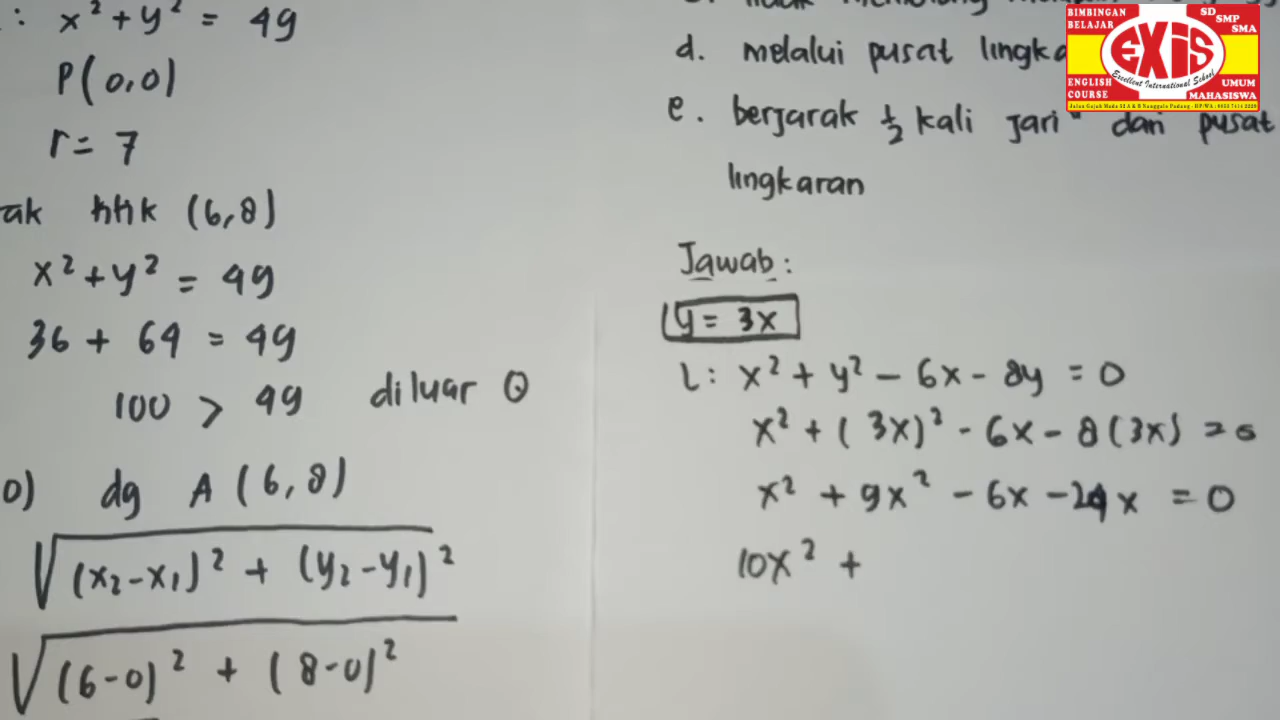 : x² + y² = 49
P(0,0)
r = 7
ak titik (6,8)
x² + y² = 49
36 + 64 = 49
100 > 49 diluar O
0) dg A (6,8)
√(x₂-x₁)² + (y₂-y₁)²
√(6-0)² + (8-0)²
d. melalui pusat lingka
e. berjarak ½ kali jari" dari pusat
lingkaran
Jawab:
y = 3x
L: x² + y² - 6x - 8y = 0
x² + (3x)² - 6x - 8(3x) = 0
x² + 9x² - 6x - 24x = 0
10x² +
BIMBINGAN
BELAJAR
SD
SMP
SMA
EXIS
Excellent International School
ENGLISH
COURSE
UMUM
MAHASISWA